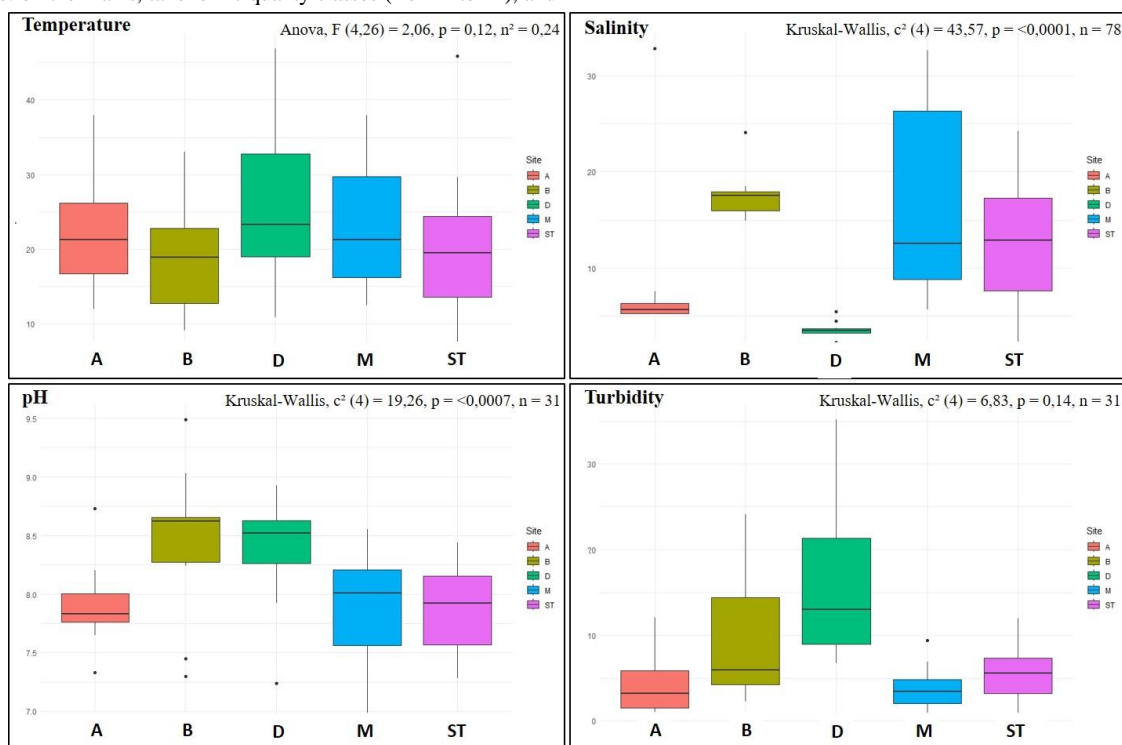 Temperature
Anova, F (4,26) = 2,06, p = 0,12, n² = 0,24
40
30
20
10
A B D M ST
Site
A
B
D
M
ST
Salinity
Kruskal-Wallis, c² (4) = 43,57, p = <0,0001, n = 78
30
20
10
A B D M ST
Site
A
B
D
M
ST
pH
Kruskal-Wallis, c² (4) = 19,26, p = <0,0007, n = 31
9.5
9.0
8.5
8.0
7.5
7.0
A B D M ST
Site
A
B
D
M
ST
Turbidity
Kruskal-Wallis, c² (4) = 6,83, p = 0,14, n = 31
30
20
10
0
A B D M ST
Site
A
B
D
M
ST